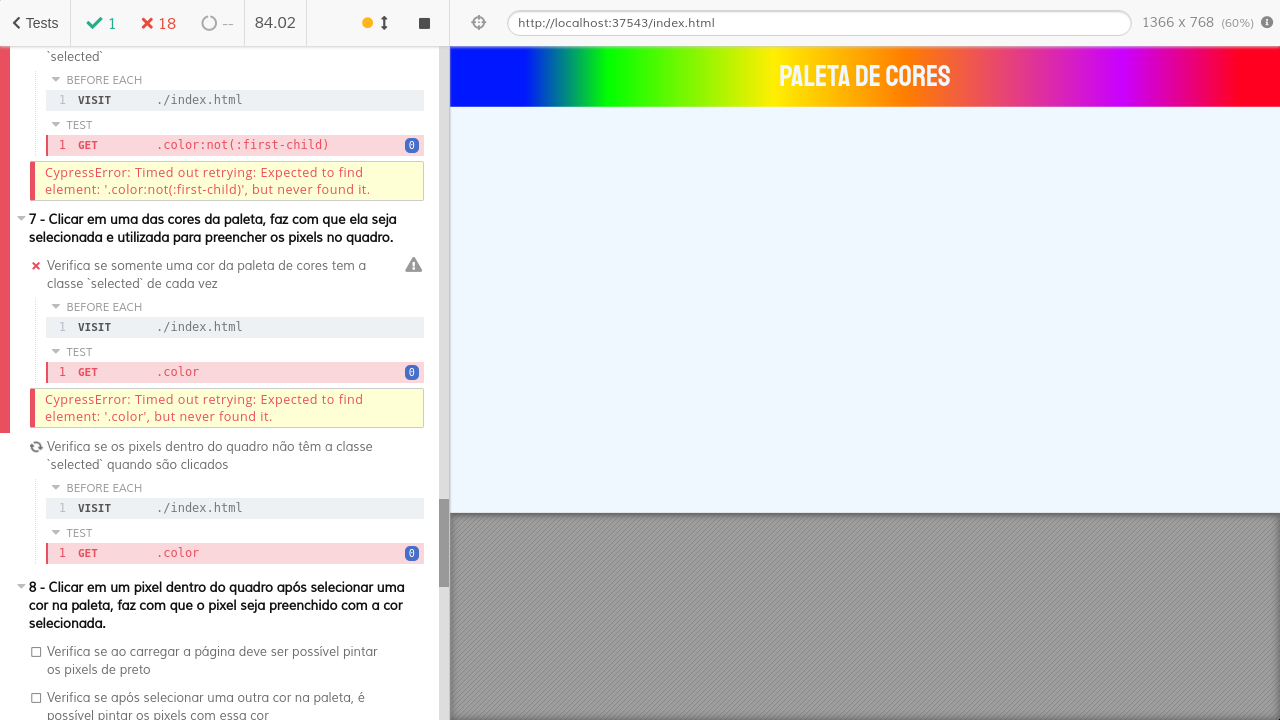 Tests
1
18
--
84.02
http://localhost:37543/index.html
1366 x 768 (60%)
`selected`
BEFORE EACH
1 VISIT ./index.html
TEST
1 GET .color:not(:first-child) 0
CypressError: Timed out retrying: Expected to find
element: '.color:not(:first-child)', but never found it.
7 - Clicar em uma das cores da paleta, faz com que ela seja
selecionada e utilizada para preencher os pixels no quadro.
Verifica se somente uma cor da paleta de cores tem a
classe `selected` de cada vez
BEFORE EACH
1 VISIT ./index.html
TEST
1 GET .color 0
CypressError: Timed out retrying: Expected to find
element: '.color', but never found it.
Verifica se os pixels dentro do quadro não têm a classe
`selected` quando são clicados
BEFORE EACH
1 VISIT ./index.html
TEST
1 GET .color 0
8 - Clicar em um pixel dentro do quadro após selecionar uma
cor na paleta, faz com que o pixel seja preenchido com a cor
selecionada.
Verifica se ao carregar a página deve ser possível pintar
os pixels de preto
Verifica se após selecionar uma outra cor na paleta, é
possível pintar os pixels com essa cor
PALETA DE CORES